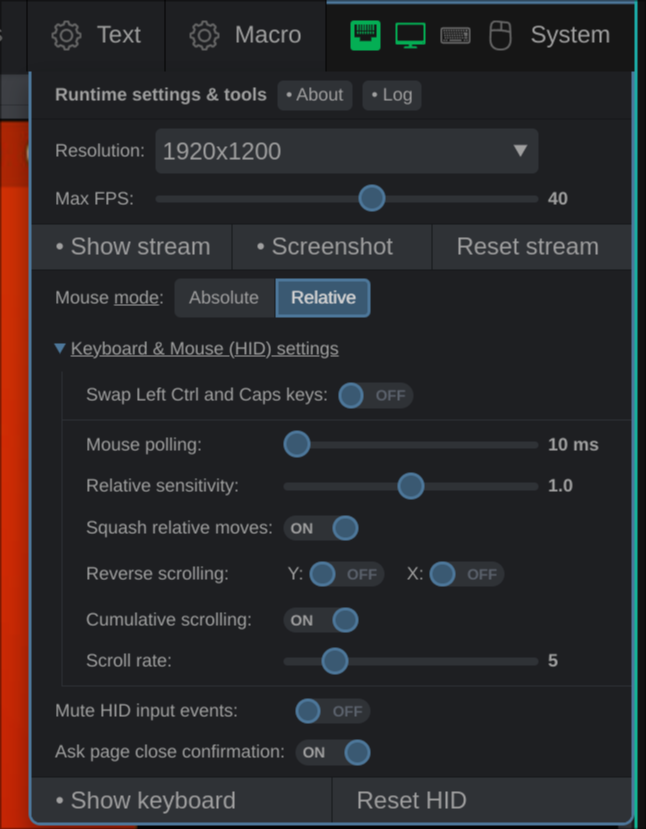 s Text Macro System
Runtime settings & tools • About • Log
Resolution: 1920x1200 ▼
Max FPS: 40
• Show stream • Screenshot Reset stream
Mouse mode: Absolute Relative
▼ Keyboard & Mouse (HID) settings
Swap Left Ctrl and Caps keys: OFF
Mouse polling: 10 ms
Relative sensitivity: 1.0
Squash relative moves: ON
Reverse scrolling: Y: OFF X: OFF
Cumulative scrolling: ON
Scroll rate: 5
Mute HID input events: OFF
Ask page close confirmation: ON
• Show keyboard Reset HID